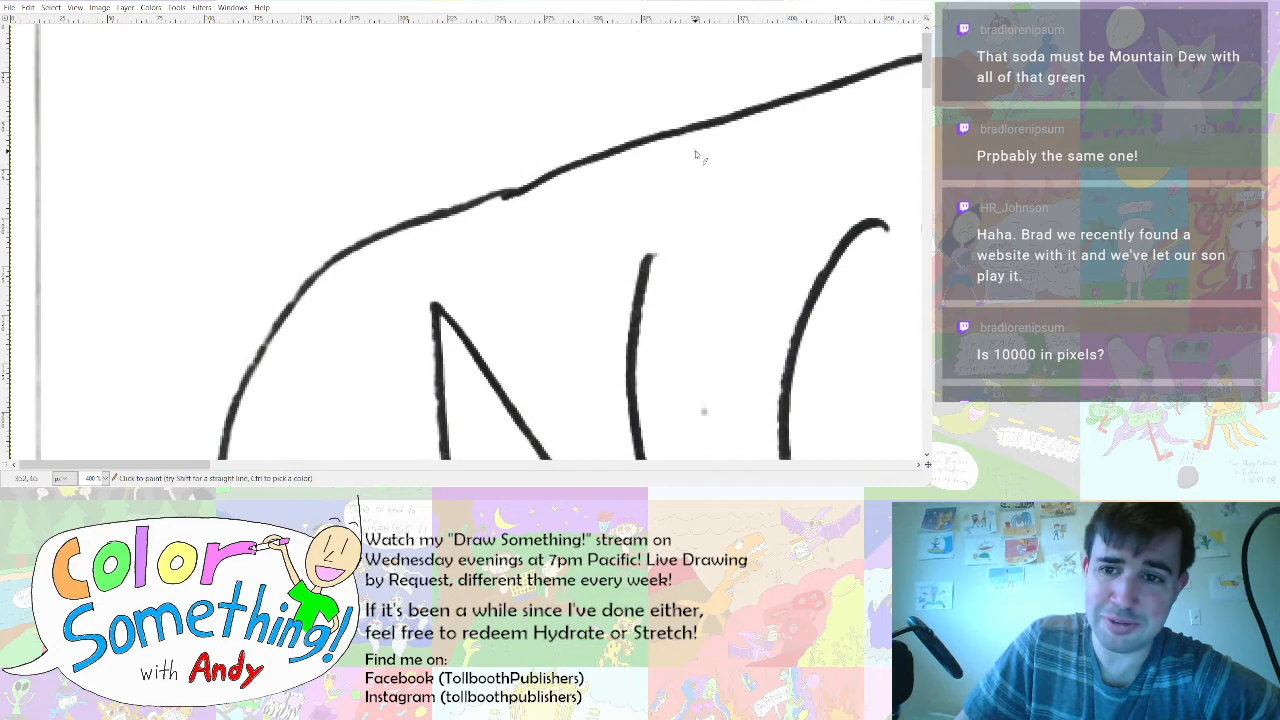 File Edit Select View Image Layer Colors Tools Filters Windows Help
bradlorenipsum
That soda must be Mountain Dew with
all of that green
bradlorenipsum
Prpbably the same one!
HR_Johnson
Haha. Brad we recently found a
website with it and we've let our son
play it.
bradlorenipsum
Is 10000 in pixels?
352, 65 px 400 % Click to paint (try Shift for a straight line, Ctrl to pick a color)
Color
Something!
with Andy
Watch my "Draw Something!" stream on
Wednesday evenings at 7pm Pacific! Live Drawing
by Request, different theme every week!
If it's been a while since I've done either,
feel free to redeem Hydrate or Stretch!
Find me on:
Facebook (TollboothPublishers)
Instagram (tollboothpublishers)